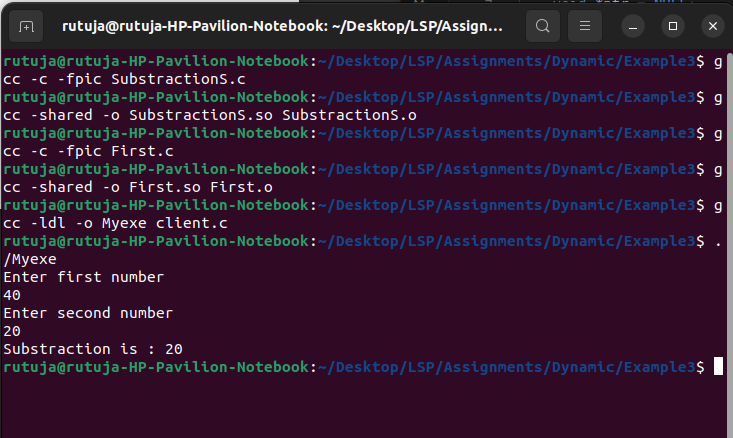 rutuja@rutuja-HP-Pavilion-Notebook: ~/Desktop/LSP/Assign...
rutuja@rutuja-HP-Pavilion-Notebook:~/Desktop/LSP/Assignments/Dynamic/Example3$ g
cc -c -fpic SubstractionS.c
rutuja@rutuja-HP-Pavilion-Notebook:~/Desktop/LSP/Assignments/Dynamic/Example3$ g
cc -shared -o SubstractionS.so SubstractionS.o
rutuja@rutuja-HP-Pavilion-Notebook:~/Desktop/LSP/Assignments/Dynamic/Example3$ g
cc -c -fpic First.c
rutuja@rutuja-HP-Pavilion-Notebook:~/Desktop/LSP/Assignments/Dynamic/Example3$ g
cc -shared -o First.so First.o
rutuja@rutuja-HP-Pavilion-Notebook:~/Desktop/LSP/Assignments/Dynamic/Example3$ g
cc -ldl -o Myexe client.c
rutuja@rutuja-HP-Pavilion-Notebook:~/Desktop/LSP/Assignments/Dynamic/Example3$ .
/Myexe
Enter first number
40
Enter second number
20
Substraction is : 20
rutuja@rutuja-HP-Pavilion-Notebook:~/Desktop/LSP/Assignments/Dynamic/Example3$